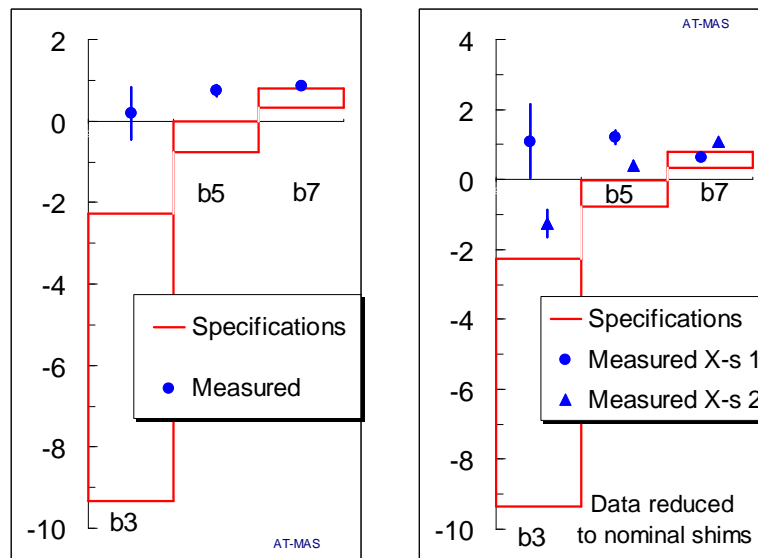 2
0
-2
-4
-6
-8
-10
b5
b7
Specifications
Measured
b3
AT-MAS
AT-MAS
4
2
0
-2
-4
-6
-8
-10
b5
b7
Specifications
Measured X-s 1
Measured X-s 2
Data reduced
to nominal shims
b3